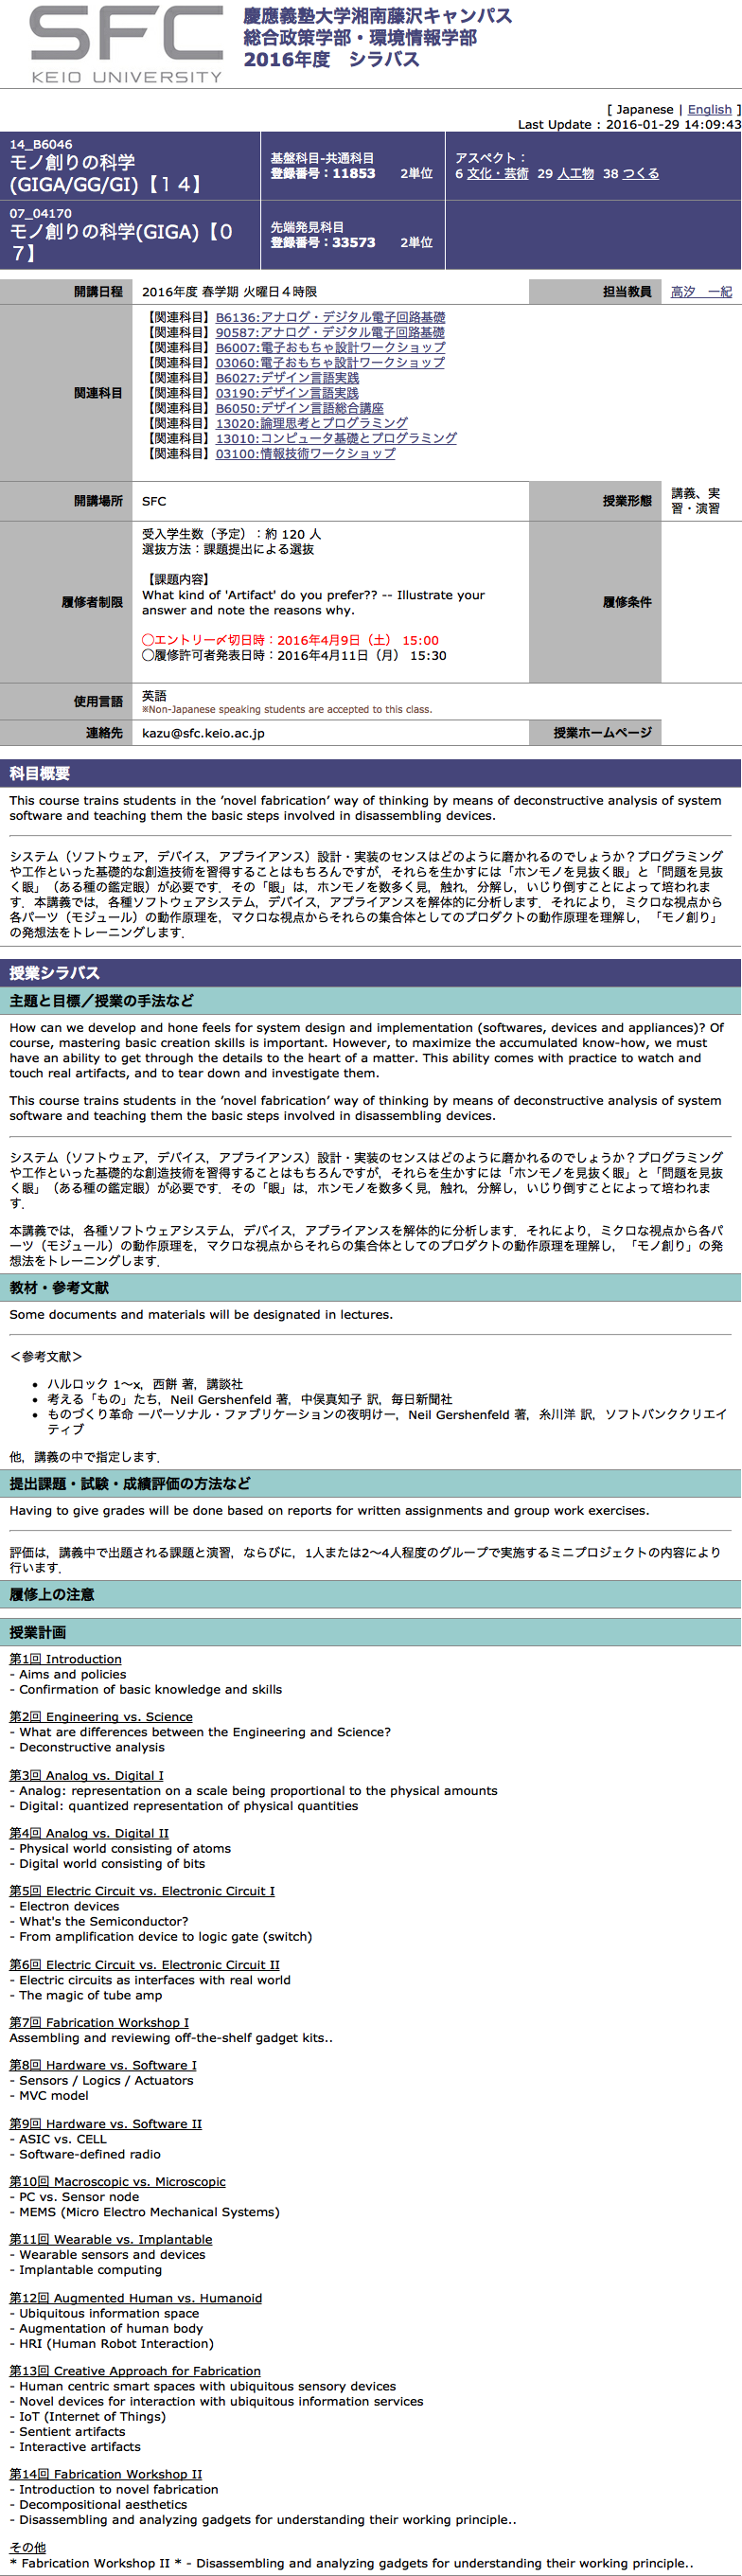 SFC
KEIO UNIVERSITY
慶應義塾大学湘南藤沢キャンパス
総合政策学部・環境情報学部
2016年度　シラバス
[ Japanese | English ]
Last Update : 2016-01-29 14:09:43
14_B6046
モノ創りの科学
(GIGA/GG/GI)【１４】
基盤科目-共通科目
登録番号：11853　　2単位
アスペクト：
6 文化・芸術 29 人工物 38 つくる
07_04170
モノ創りの科学(GIGA)【０
７】
先端発見科目
登録番号：33573　　2単位
開講日程
2016年度 春学期 火曜日４時限
担当教員
高汐　一紀
関連科目
【関連科目】B6136:アナログ・デジタル電子回路基礎
【関連科目】90587:アナログ・デジタル電子回路基礎
【関連科目】B6007:電子おもちゃ設計ワークショップ
【関連科目】03060:電子おもちゃ設計ワークショップ
【関連科目】B6027:デザイン言語実践
【関連科目】03190:デザイン言語実践
【関連科目】B6050:デザイン言語総合講座
【関連科目】13020:論理思考とプログラミング
【関連科目】13010:コンピュータ基礎とプログラミング
【関連科目】03100:情報技術ワークショップ
開講場所
SFC
授業形態
講義、実
習・演習
履修者制限
受入学生数（予定）：約 120 人
選抜方法：課題提出による選抜
【課題内容】
What kind of 'Artifact' do you prefer?? -- Illustrate your
answer and note the reasons why.
◯エントリー〆切日時：2016年4月9日（土） 15:00
◯履修許可者発表日時：2016年4月11日（月） 15:30
履修条件
使用言語
英語
※Non-Japanese speaking students are accepted to this class.
連絡先
kazu@sfc.keio.ac.jp
授業ホームページ
科目概要
This course trains students in the ‘novel fabrication’ way of thinking by means of deconstructive analysis of system
software and teaching them the basic steps involved in disassembling devices.
システム（ソフトウェア，デバイス，アプライアンス）設計・実装のセンスはどのように磨かれるのでしょうか？プログラミング
や工作といった基礎的な創造技術を習得することはもちろんですが，それらを生かすには「ホンモノを見抜く眼」と「問題を見抜
く眼」（ある種の鑑定眼）が必要です．その「眼」は，ホンモノを数多く見，触れ，分解し，いじり倒すことによって培われま
す．本講義では，各種ソフトウェアシステム，デバイス，アプライアンスを解体的に分析します．それにより，ミクロな視点から
各パーツ（モジュール）の動作原理を，マクロな視点からそれらの集合体としてのプロダクトの動作原理を理解し，「モノ創り」
の発想法をトレーニングします．
授業シラバス
主題と目標／授業の手法など
How can we develop and hone feels for system design and implementation (softwares, devices and appliances)? Of
course, mastering basic creation skills is important. However, to maximize the accumulated know-how, we must
have an ability to get through the details to the heart of a matter. This ability comes with practice to watch and
touch real artifacts, and to tear down and investigate them.
This course trains students in the ‘novel fabrication’ way of thinking by means of deconstructive analysis of system
software and teaching them the basic steps involved in disassembling devices.
システム（ソフトウェア，デバイス，アプライアンス）設計・実装のセンスはどのように磨かれるのでしょうか？プログラミング
や工作といった基礎的な創造技術を習得することはもちろんですが，それらを生かすには「ホンモノを見抜く眼」と「問題を見抜
く眼」（ある種の鑑定眼）が必要です．その「眼」は，ホンモノを数多く見，触れ，分解し，いじり倒すことによって培われま
す．
本講義では，各種ソフトウェアシステム，デバイス，アプライアンスを解体的に分析します．それにより，ミクロな視点から各パ
ーツ（モジュール）の動作原理を，マクロな視点からそれらの集合体としてのプロダクトの動作原理を理解し，「モノ創り」の発
想法をトレーニングします．
教材・参考文献
Some documents and materials will be designated in lectures.
＜参考文献＞
• ハルロック 1〜x，西餅 著，講談社
• 考える「もの」たち，Neil Gershenfeld 著，中俣真知子 訳，毎日新聞社
• ものづくり革命 ーパーソナル・ファブリケーションの夜明けー，Neil Gershenfeld 著，糸川洋 訳，ソフトバンククリエイ
ティブ
他，講義の中で指定します．
提出課題・試験・成績評価の方法など
Having to give grades will be done based on reports for written assignments and group work exercises.
評価は，講義中で出題される課題と演習，ならびに，1人または2〜4人程度のグループで実施するミニプロジェクトの内容により
行います．
履修上の注意
授業計画
第1回 Introduction
- Aims and policies
- Confirmation of basic knowledge and skills
第2回 Engineering vs. Science
- What are differences between the Engineering and Science?
- Deconstructive analysis
第3回 Analog vs. Digital I
- Analog: representation on a scale being proportional to the physical amounts
- Digital: quantized representation of physical quantities
第4回 Analog vs. Digital II
- Physical world consisting of atoms
- Digital world consisting of bits
第5回 Electric Circuit vs. Electronic Circuit I
- Electron devices
- What's the Semiconductor?
- From amplification device to logic gate (switch)
第6回 Electric Circuit vs. Electronic Circuit II
- Electric circuits as interfaces with real world
- The magic of tube amp
第7回 Fabrication Workshop I
Assembling and reviewing off-the-shelf gadget kits..
第8回 Hardware vs. Software I
- Sensors / Logics / Actuators
- MVC model
第9回 Hardware vs. Software II
- ASIC vs. CELL
- Software-defined radio
第10回 Macroscopic vs. Microscopic
- PC vs. Sensor node
- MEMS (Micro Electro Mechanical Systems)
第11回 Wearable vs. Implantable
- Wearable sensors and devices
- Implantable computing
第12回 Augmented Human vs. Humanoid
- Ubiquitous information space
- Augmentation of human body
- HRI (Human Robot Interaction)
第13回 Creative Approach for Fabrication
- Human centric smart spaces with ubiquitous sensory devices
- Novel devices for interaction with ubiquitous information services
- IoT (Internet of Things)
- Sentient artifacts
- Interactive artifacts
第14回 Fabrication Workshop II
- Introduction to novel fabrication
- Decompositional aesthetics
- Disassembling and analyzing gadgets for understanding their working principle..
その他
* Fabrication Workshop II * - Disassembling and analyzing gadgets for understanding their working principle..